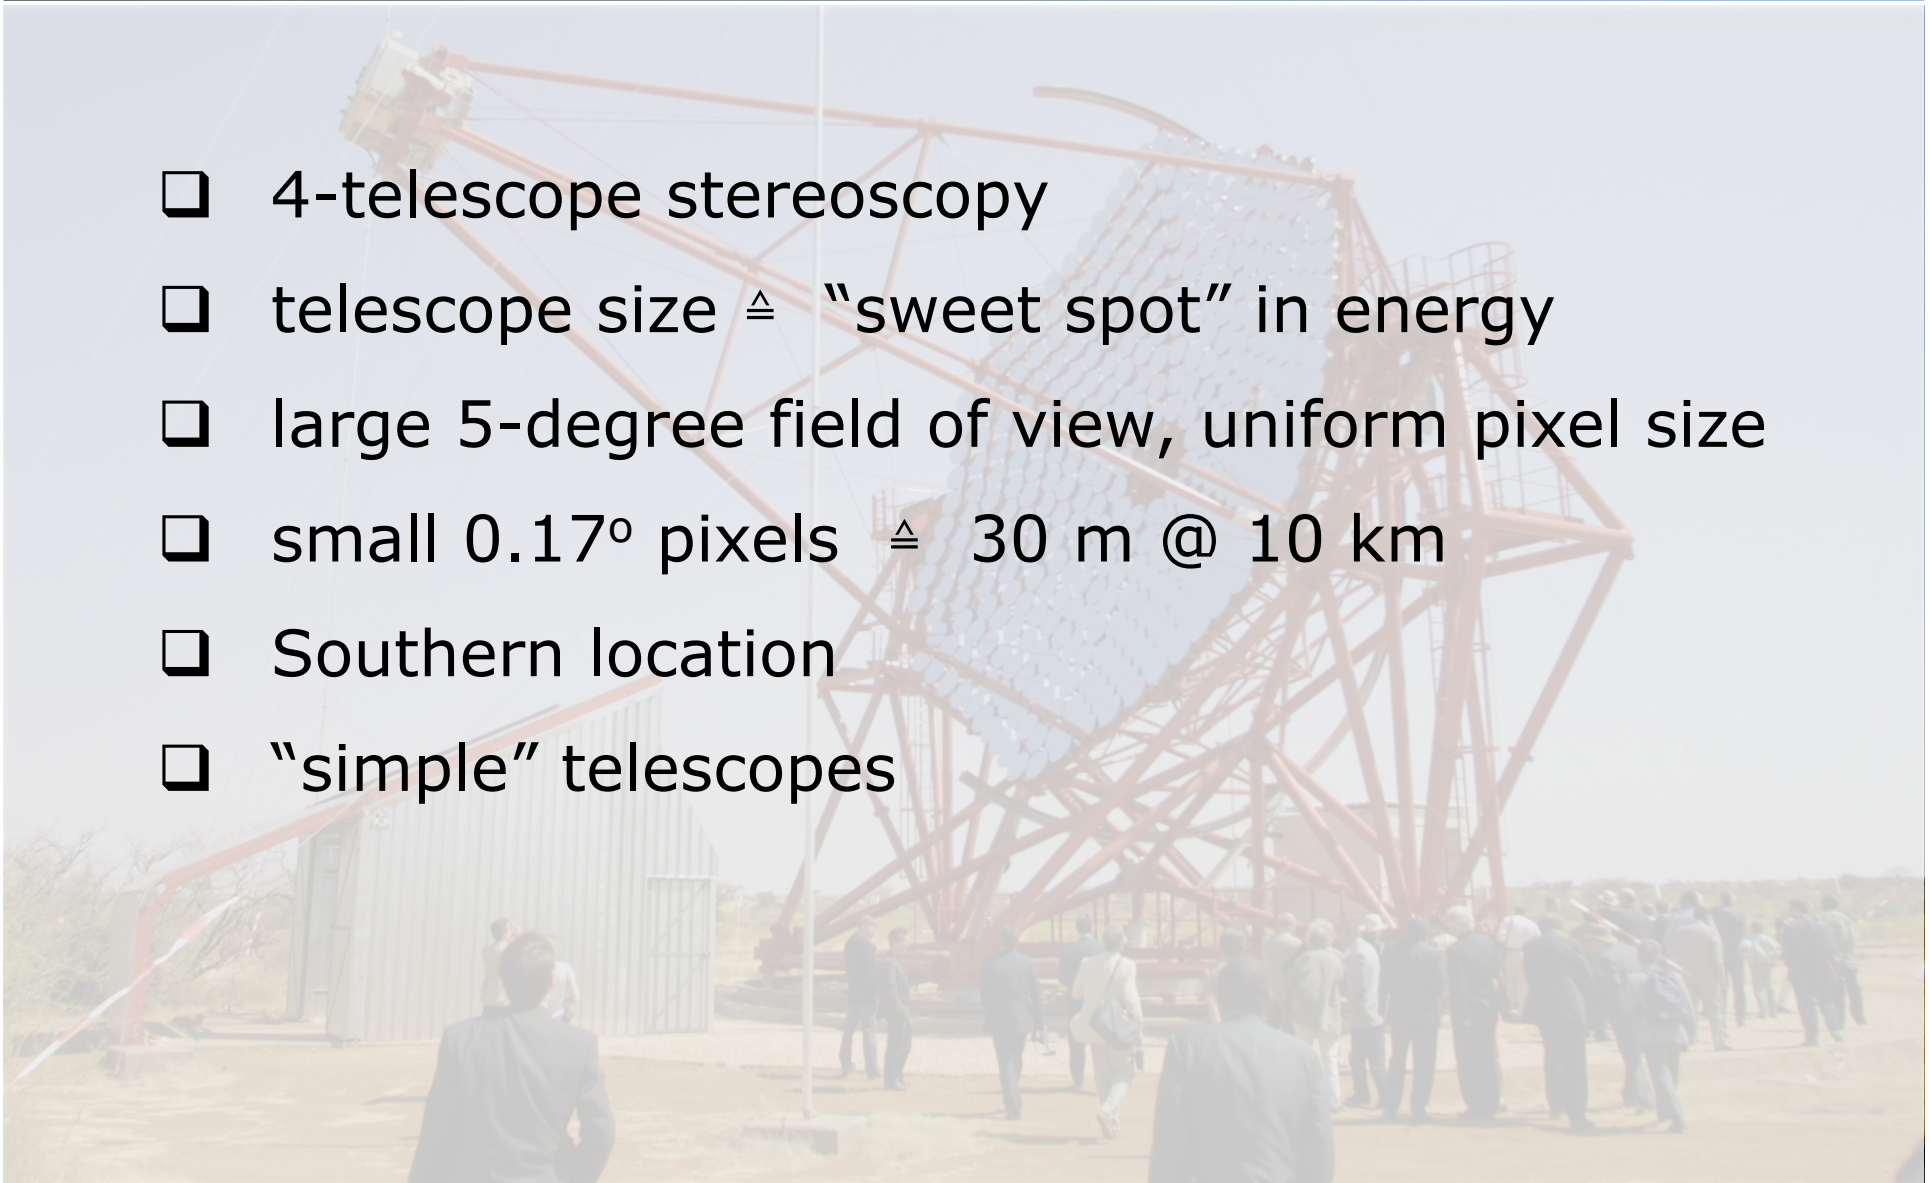 ❑ 4-telescope stereoscopy
❑ telescope size ≙ “sweet spot” in energy
❑ large 5-degree field of view, uniform pixel size
❑ small 0.17º pixels ≙ 30 m @ 10 km
❑ Southern location
❑ “simple” telescopes